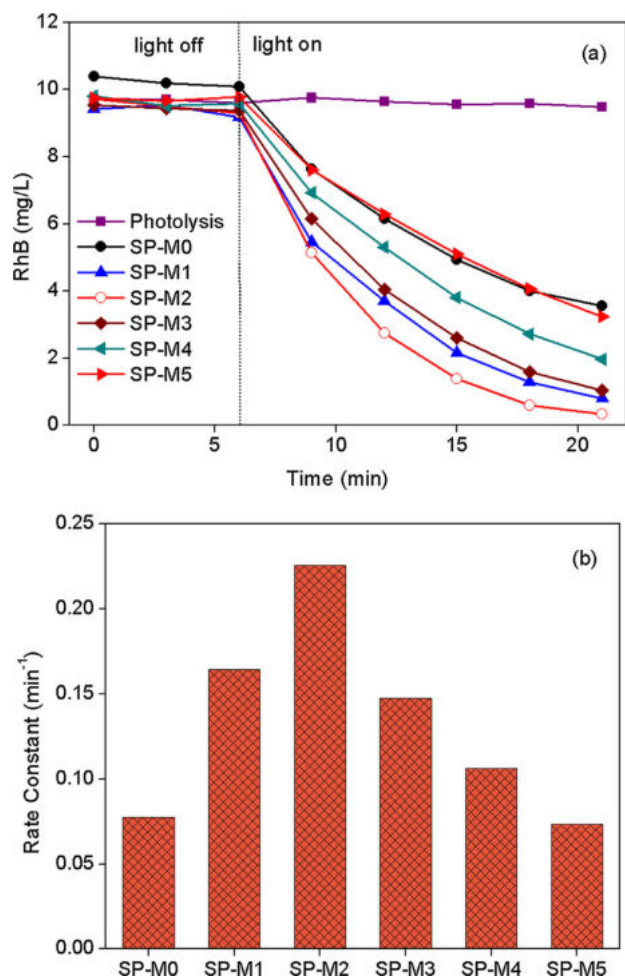 12
10
8
6
4
2
0
RhB (mg/L)
light off
light on
(a)
Photolysis
SP-M0
SP-M1
SP-M2
SP-M3
SP-M4
SP-M5
0
5
10
15
20
Time (min)
0.25
0.20
0.15
0.10
0.05
0.00
Rate Constant (min⁻¹)
(b)
SP-M0 SP-M1 SP-M2 SP-M3 SP-M4 SP-M5